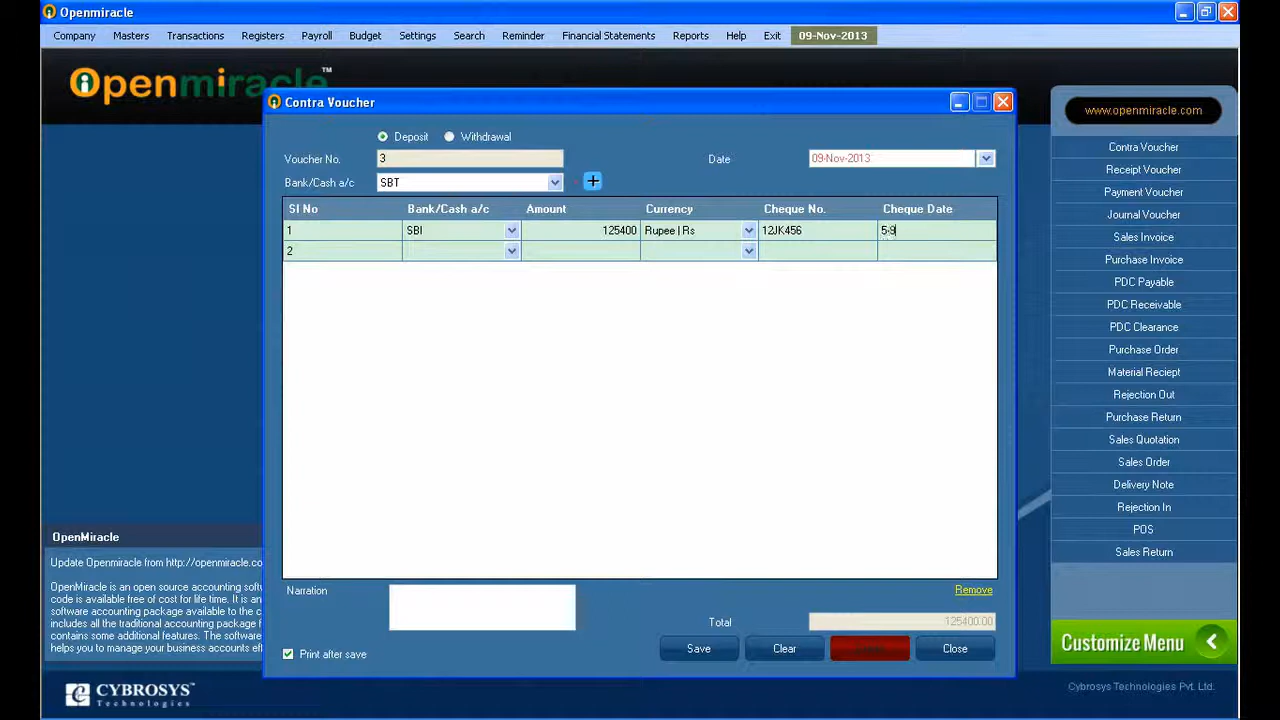 Openmiracle
Company Masters Transactions Registers Payroll Budget Settings Search Reminder Financial Statements Reports Help Exit 09-Nov-2013
Openmiracle™
Contra Voucher
Deposit Withdrawal
Voucher No. 3 Date 09-Nov-2013
Bank/Cash a/c SBT
Sl No Bank/Cash a/c Amount Currency Cheque No. Cheque Date
1 SBI 125400 Rupee | Rs 12JK456 5-9
2
Narration
Remove
Total 125400.00
Print after save
Save Clear Close
www.openmiracle.com
Contra Voucher
Receipt Voucher
Payment Voucher
Journal Voucher
Sales Invoice
Purchase Invoice
PDC Payable
PDC Receivable
PDC Clearance
Purchase Order
Material Reciept
Rejection Out
Purchase Return
Sales Quotation
Sales Order
Delivery Note
Rejection In
POS
Sales Return
Customize Menu
OpenMiracle
Update Openmiracle from http://openmiracle.co
OpenMiracle is an open source accounting soft
code is available free of cost for life time. It is an
software accounting package available to the c
includes all the traditional accounting package f
contains some additional features. The software
helps you to manage your business accounts ef
CYBROSYS™
Technologies
Cybrosys Technologies Pvt. Ltd.